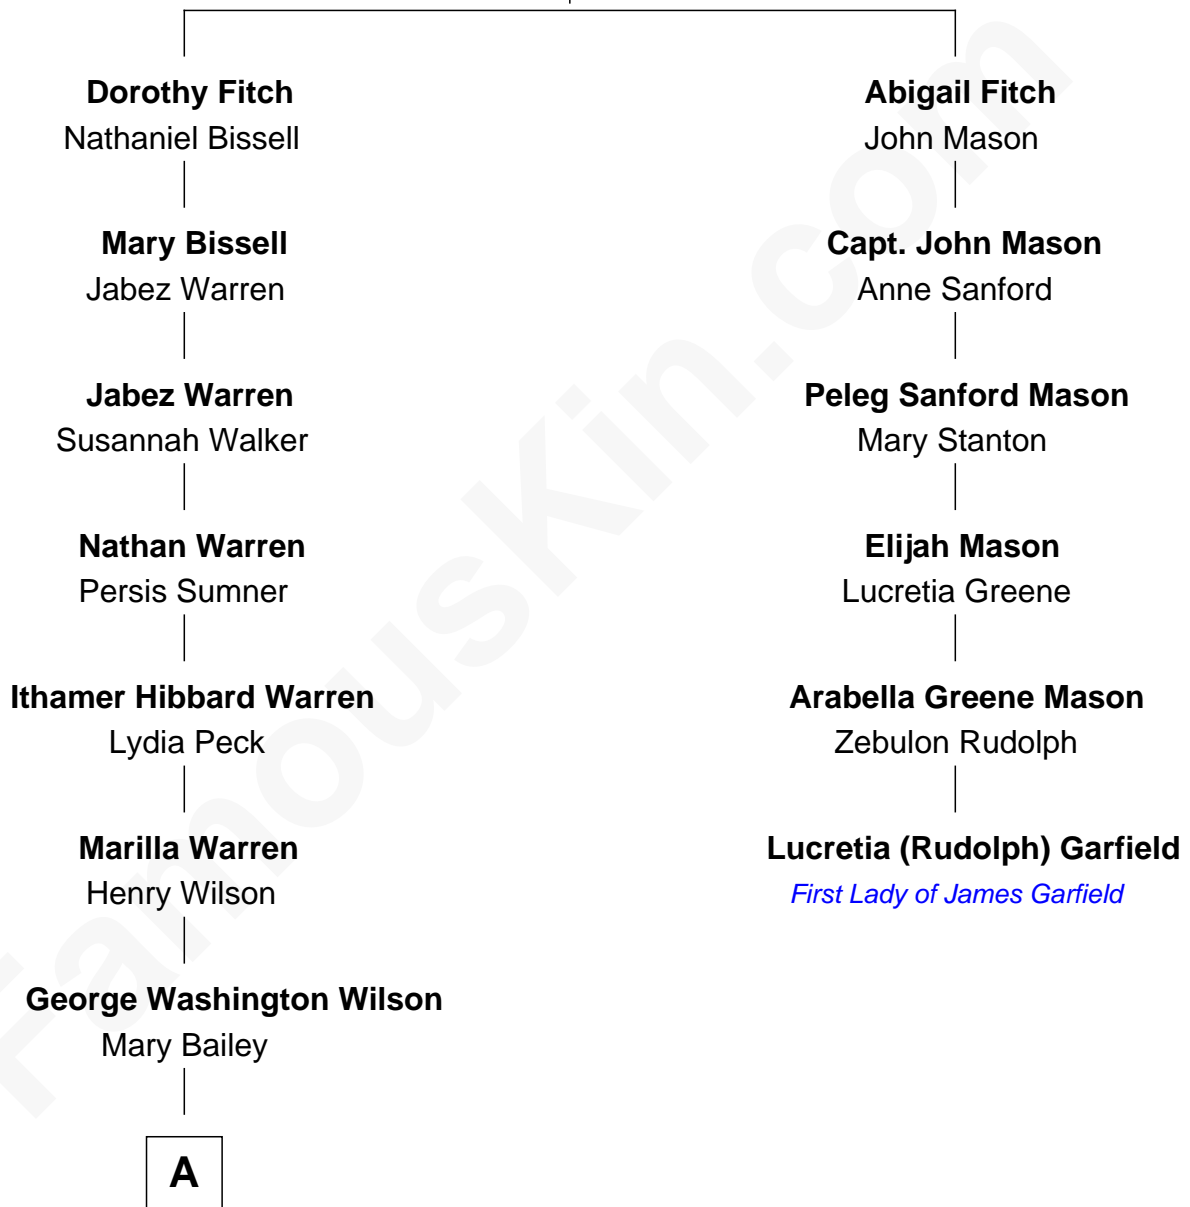 Dorothy Fitch
Nathaniel Bissell
Mary Bissell
Jabez Warren
Jabez Warren
Susannah Walker
Nathan Warren
Persis Sumner
Ithamer Hibbard Warren
Lydia Peck
Marilla Warren
Henry Wilson
George Washington Wilson
Mary Bailey
A
Abigail Fitch
John Mason
Capt. John Mason
Anne Sanford
Peleg Sanford Mason
Mary Stanton
Elijah Mason
Lucretia Greene
Arabella Greene Mason
Zebulon Rudolph
Lucretia (Rudolph) Garfield
First Lady of James Garfield
FamousKin.com